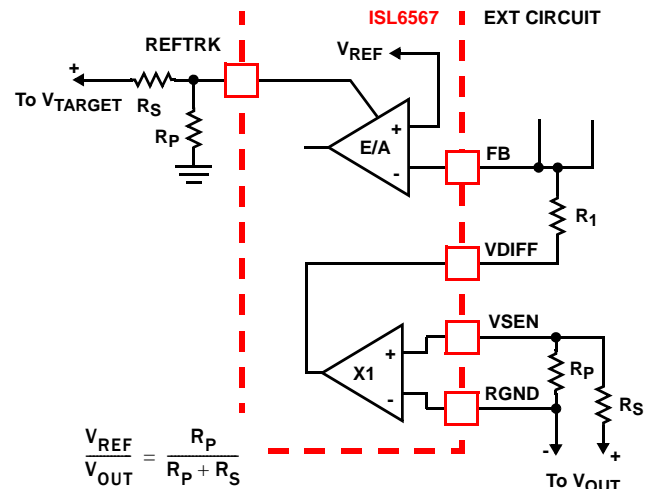 ISL6567
EXT CIRCUIT
REFTRK
VREF
+
To VTARGET
RS
RP
+
E/A
-
FB
R1
VDIFF
VSEN
+
X1
-
RP
RGND
RS
-
+
To VOUT
VREF / VOUT = RP / RP + RS